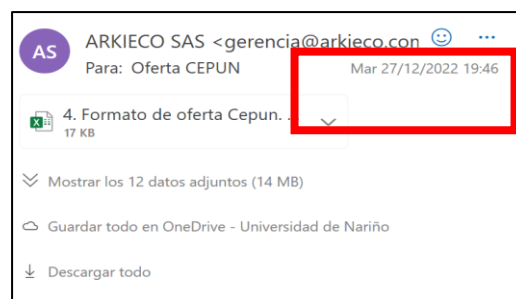 AS
ARKIECO SAS <gerencia@arkieco.con
Para: Oferta CEPUN
Mar 27/12/2022 19:46
4. Formato de oferta Cepun. .
17 KB
Mostrar los 12 datos adjuntos (14 MB)
Guardar todo en OneDrive - Universidad de Nariño
Descargar todo